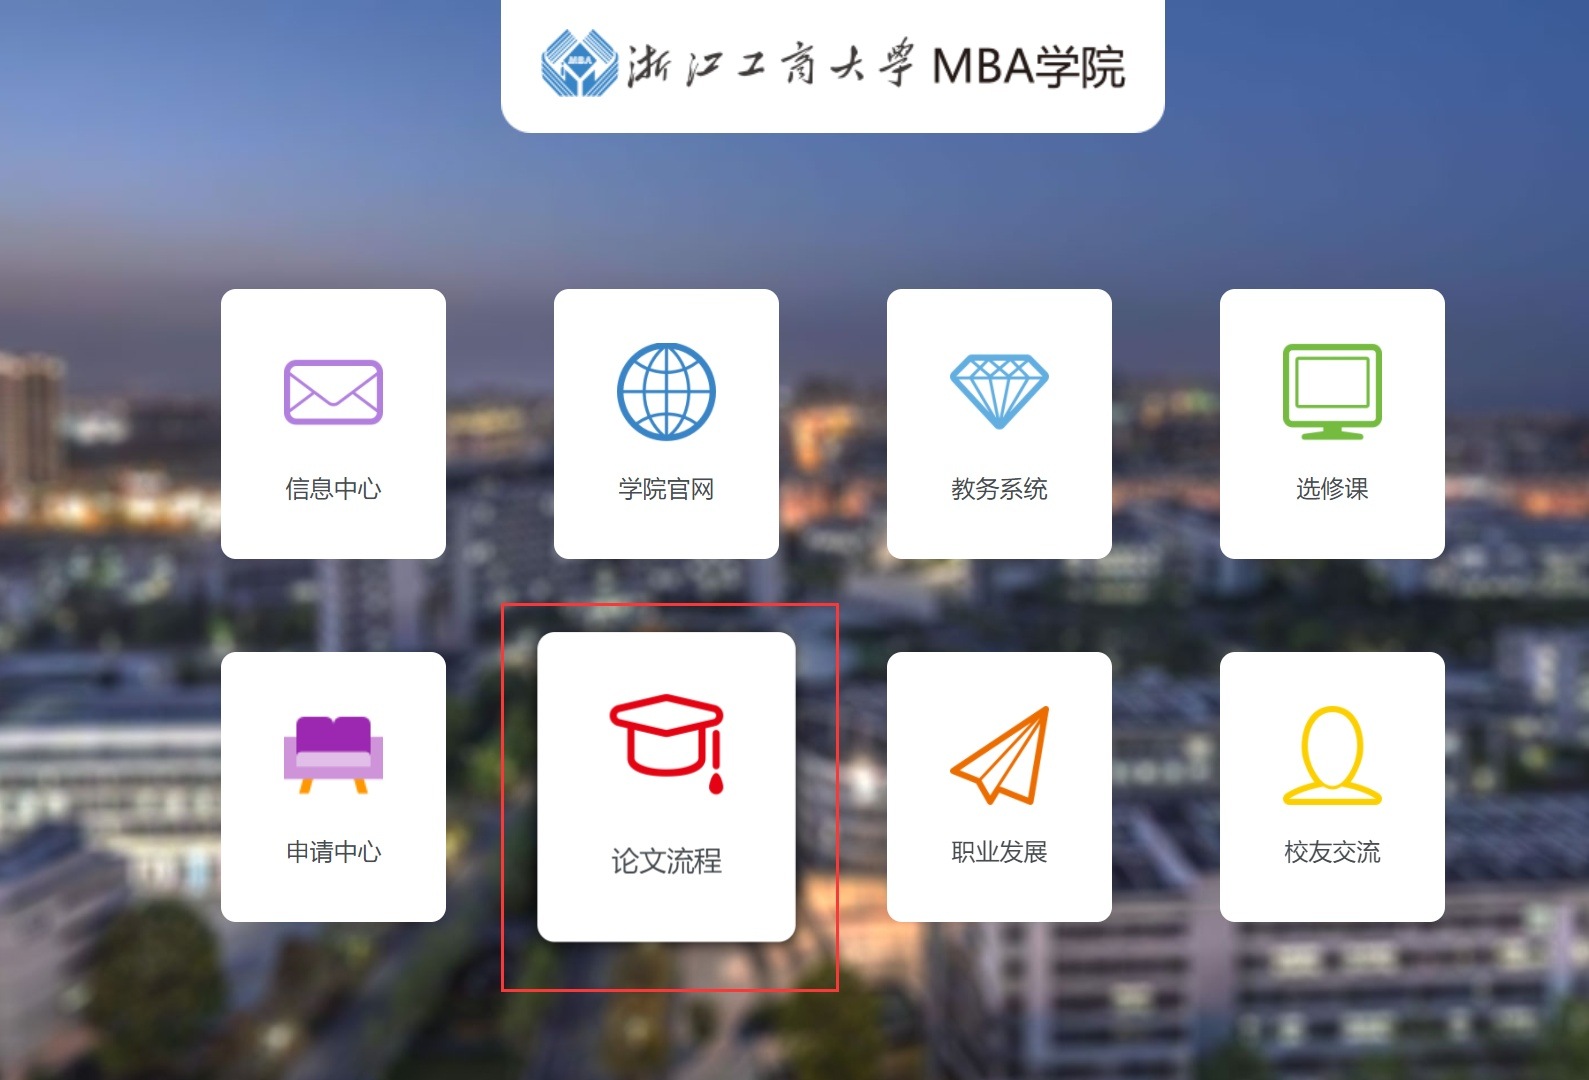 浙江工商大學 MBA学院
MBA
信息中心
学院官网
教务系统
选修课
申请中心
论文流程
职业发展
校友交流